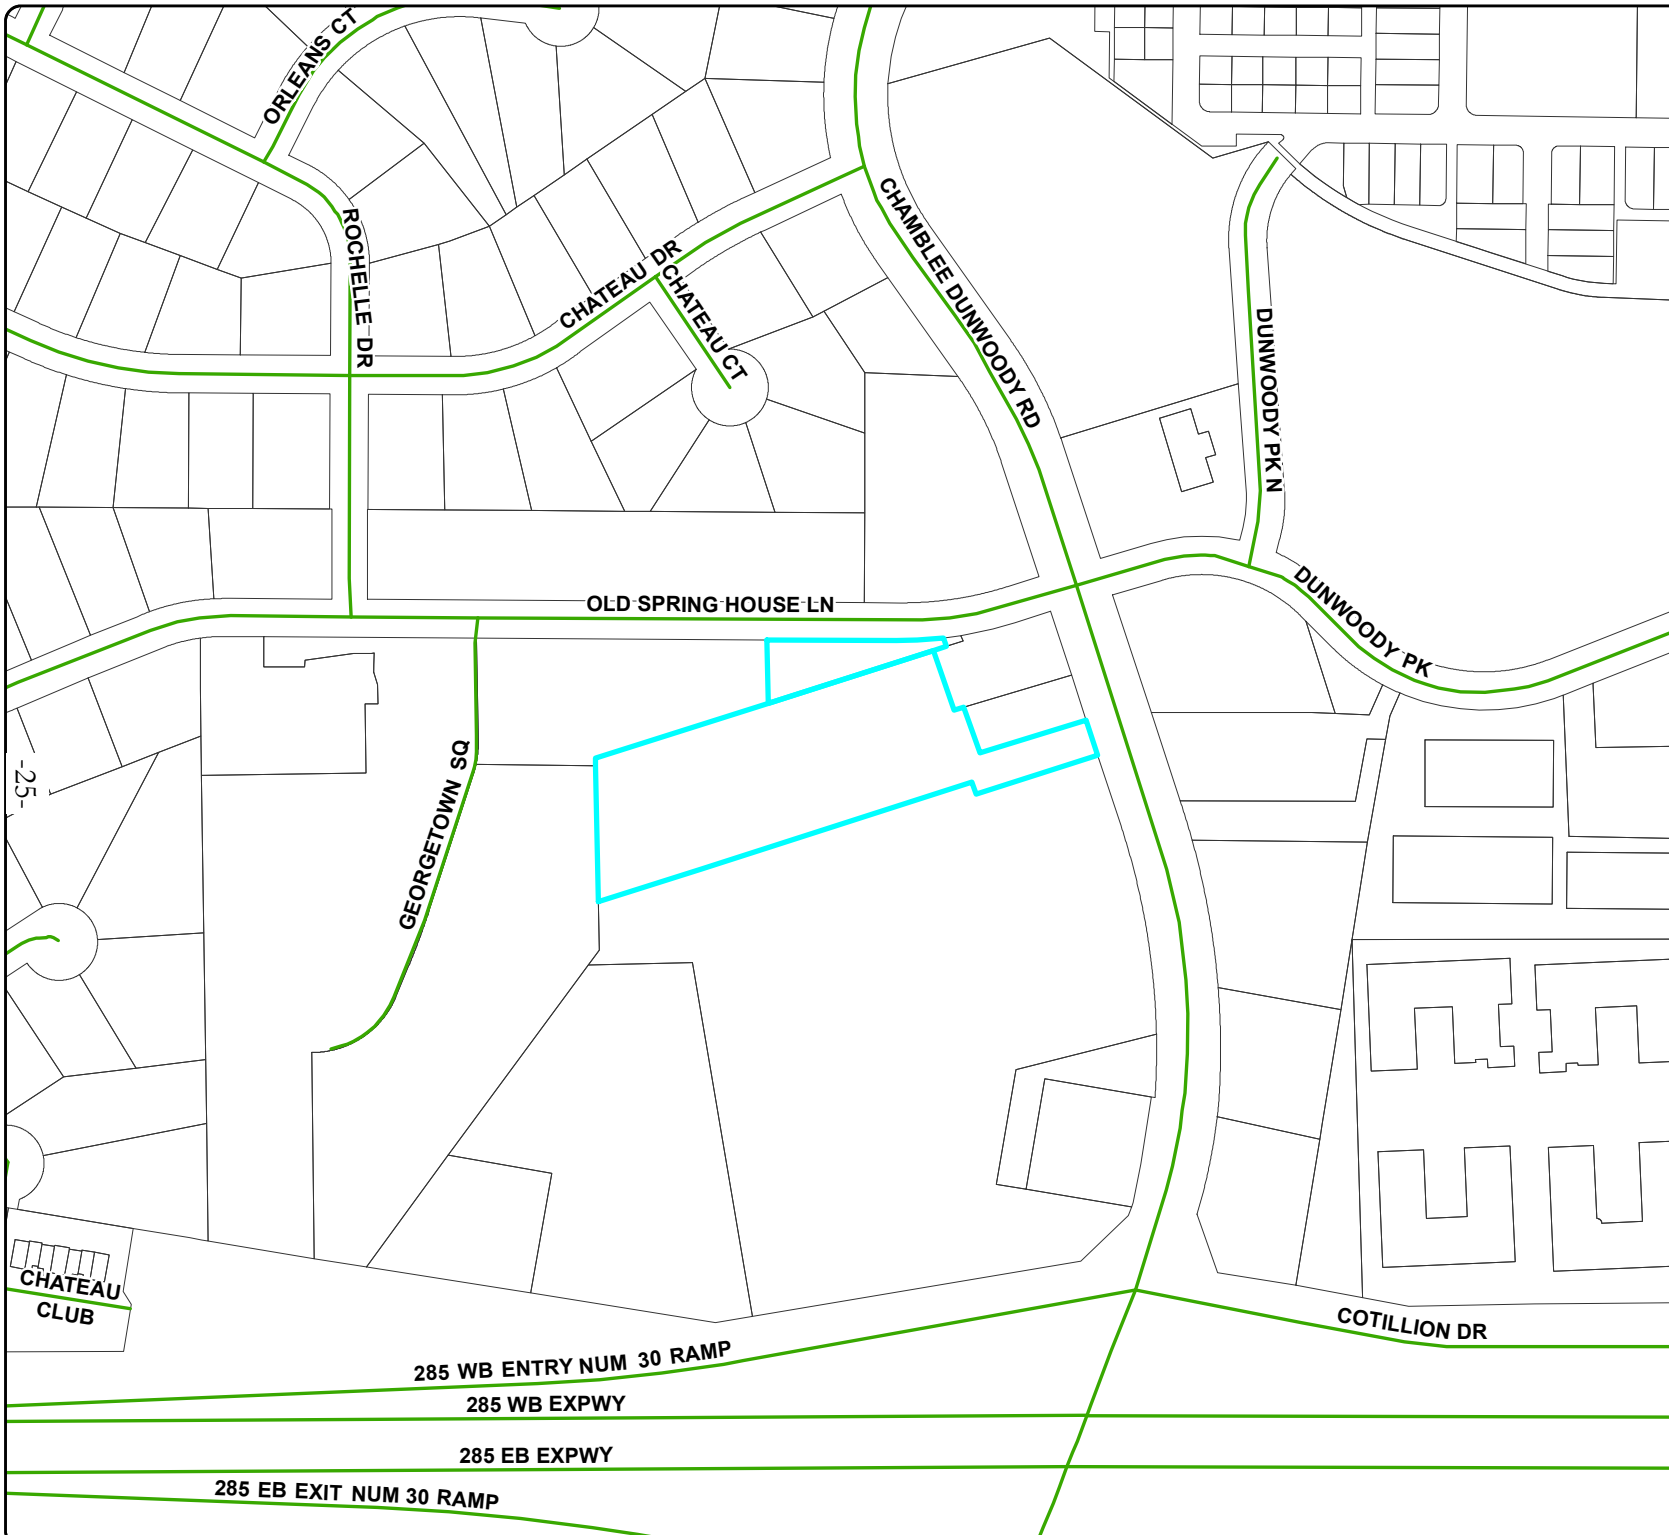 ORLEANS CT
ROCHELLE DR
CHATEAU DR
CHATEAU CT
CHAMBLEE DUNWOODY RD
DUNWOODY PK N
OLD SPRING HOUSE LN
DUNWOODY PK
GEORGETOWN SQ
-25-
CHATEAU
CLUB
COTILLION DR
285 WB ENTRY NUM 30 RAMP
285 WB EXPWY
285 EB EXPWY
285 EB EXIT NUM 30 RAMP